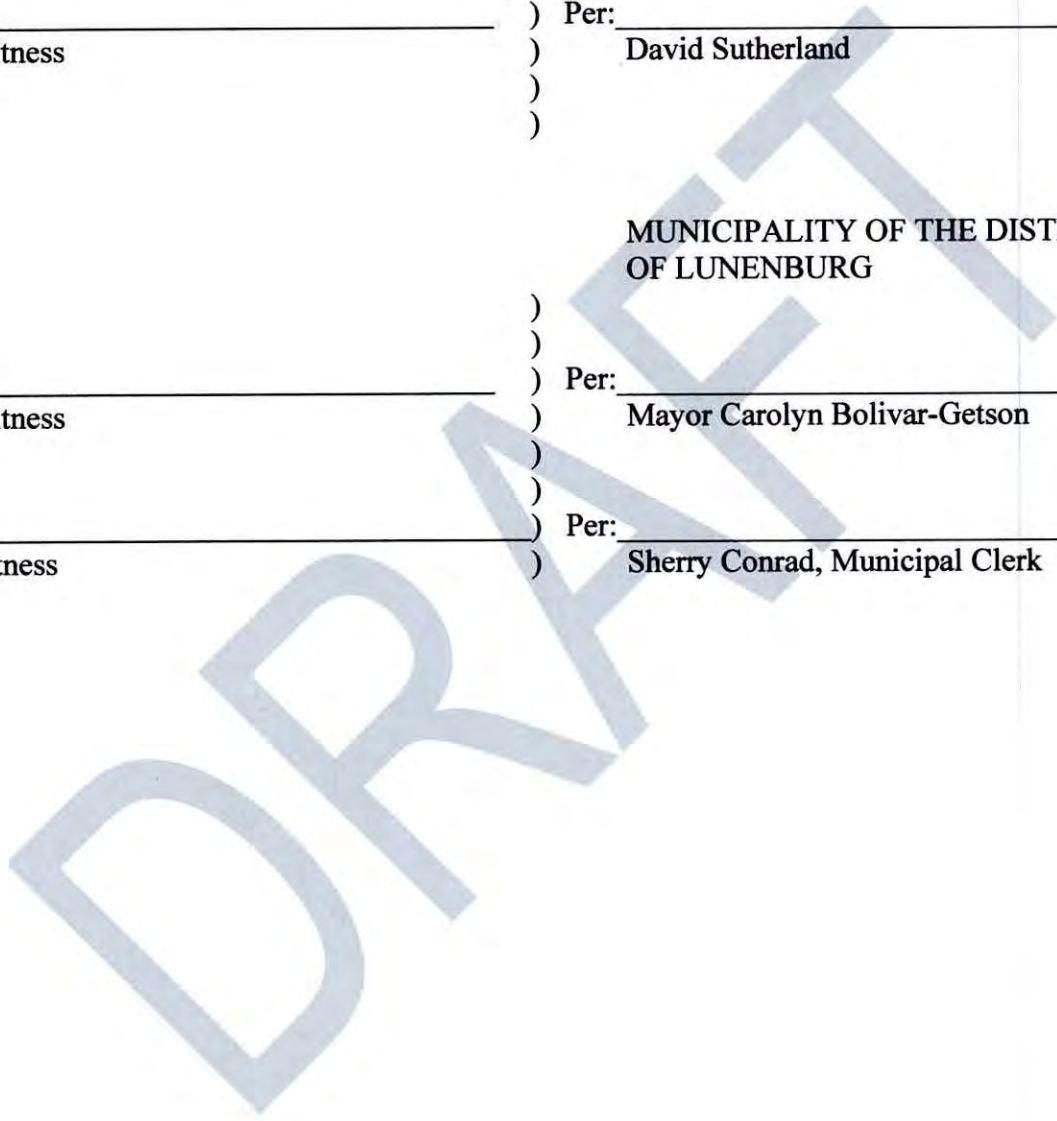 ) Per:
tness ) David Sutherland
)
)
MUNICIPALITY OF THE DIST
OF LUNENBURG
)
)
) Per:
tness ) Mayor Carolyn Bolivar-Getson
)
)
) Per:
tness ) Sherry Conrad, Municipal Clerk
DRAFT